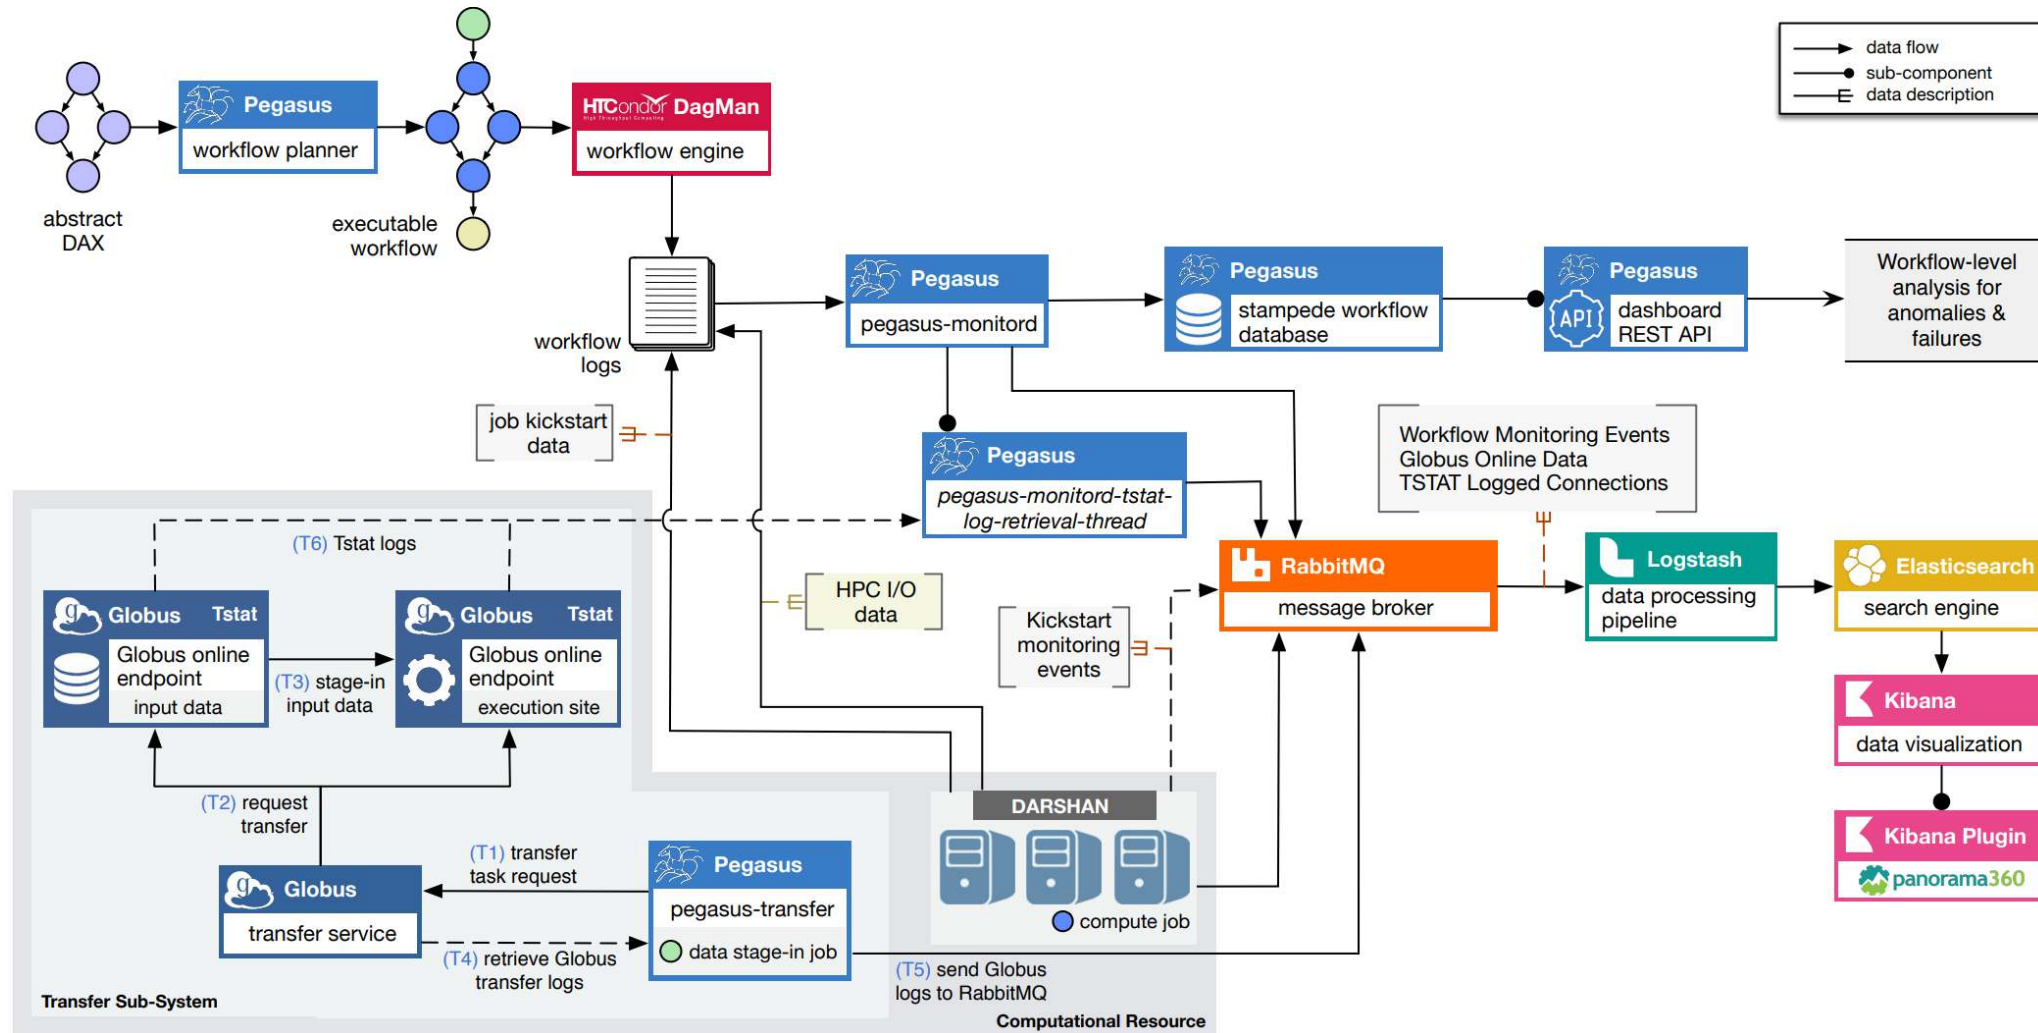 data flow
sub-component
data description
abstract
DAX
Pegasus
workflow planner
executable
workflow
HTCondor DagMan
High Throughput Computing
workflow engine
workflow
logs
Pegasus
pegasus-monitord
Pegasus
stampede workflow
database
Pegasus
API
dashboard
REST API
Workflow-level
analysis for
anomalies &
failures
job kickstart
data
Pegasus
pegasus-monitord-tstat-
log-retrieval-thread
Workflow Monitoring Events
Globus Online Data
TSTAT Logged Connections
(T6) Tstat logs
HPC I/O
data
Kickstart
monitoring
events
RabbitMQ
message broker
Logstash
data processing
pipeline
Elasticsearch
search engine
g Globus Tstat
Globus online
endpoint
input data
(T3) stage-in
input data
g Globus Tstat
Globus online
endpoint
execution site
Kibana
data visualization
Kibana Plugin
panorama360
(T2) request
transfer
g Globus
transfer service
(T1) transfer
task request
(T4) retrieve Globus
transfer logs
Pegasus
pegasus-transfer
data stage-in job
DARSHAN
compute job
(T5) send Globus
logs to RabbitMQ
Transfer Sub-System
Computational Resource